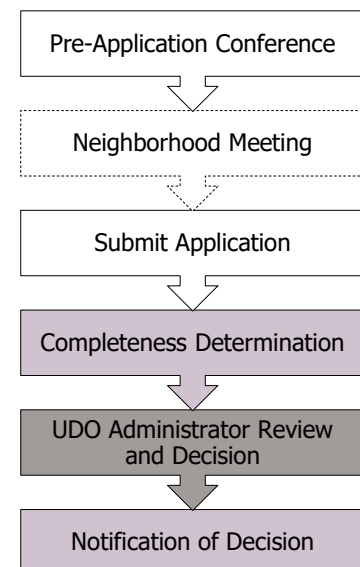 Pre-Application Conference
Neighborhood Meeting
Submit Application
Completeness Determination
UDO Administrator Review
and Decision
Notification of Decision